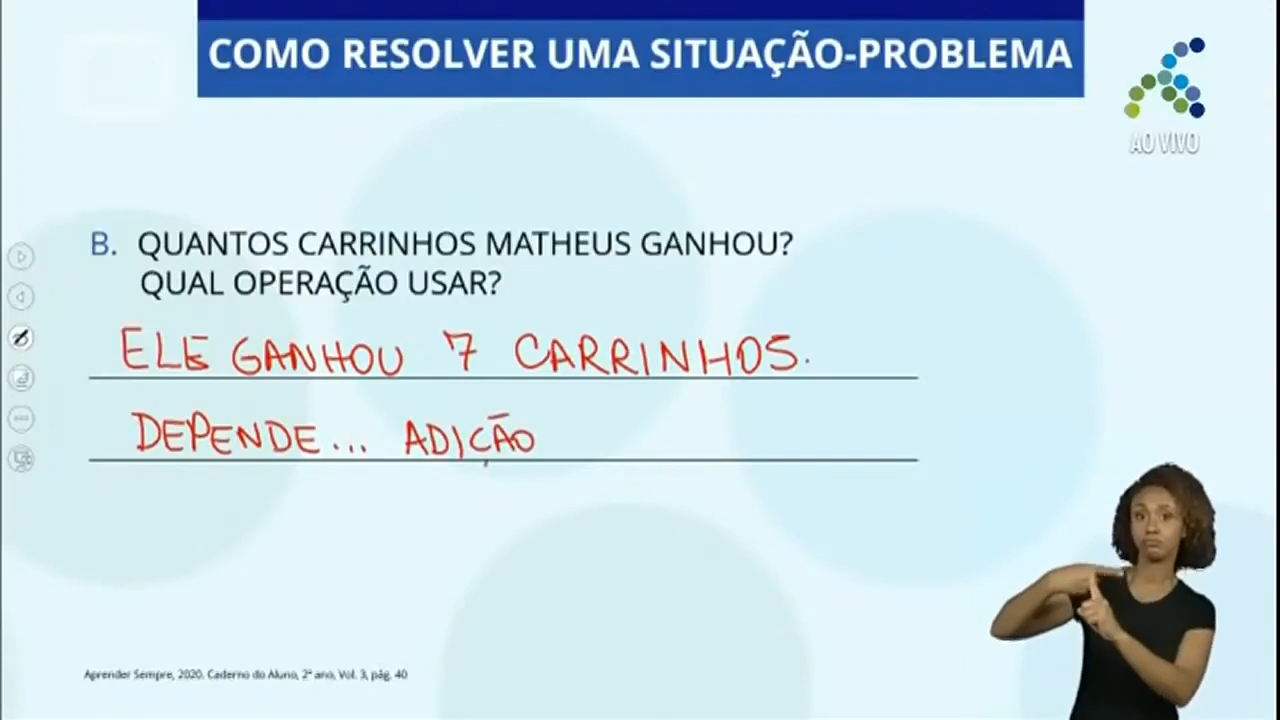 COMO RESOLVER UMA SITUAÇÃO-PROBLEMA
AO VIVO
B. QUANTOS CARRINHOS MATHEUS GANHOU?
QUAL OPERAÇÃO USAR?
ELE GANHOU 7 CARRINHOS.
DEPENDE... ADIÇÃO
Aprender Sempre, 2020. Caderno do Aluno, 2º ano, Vol. 3, pág. 40